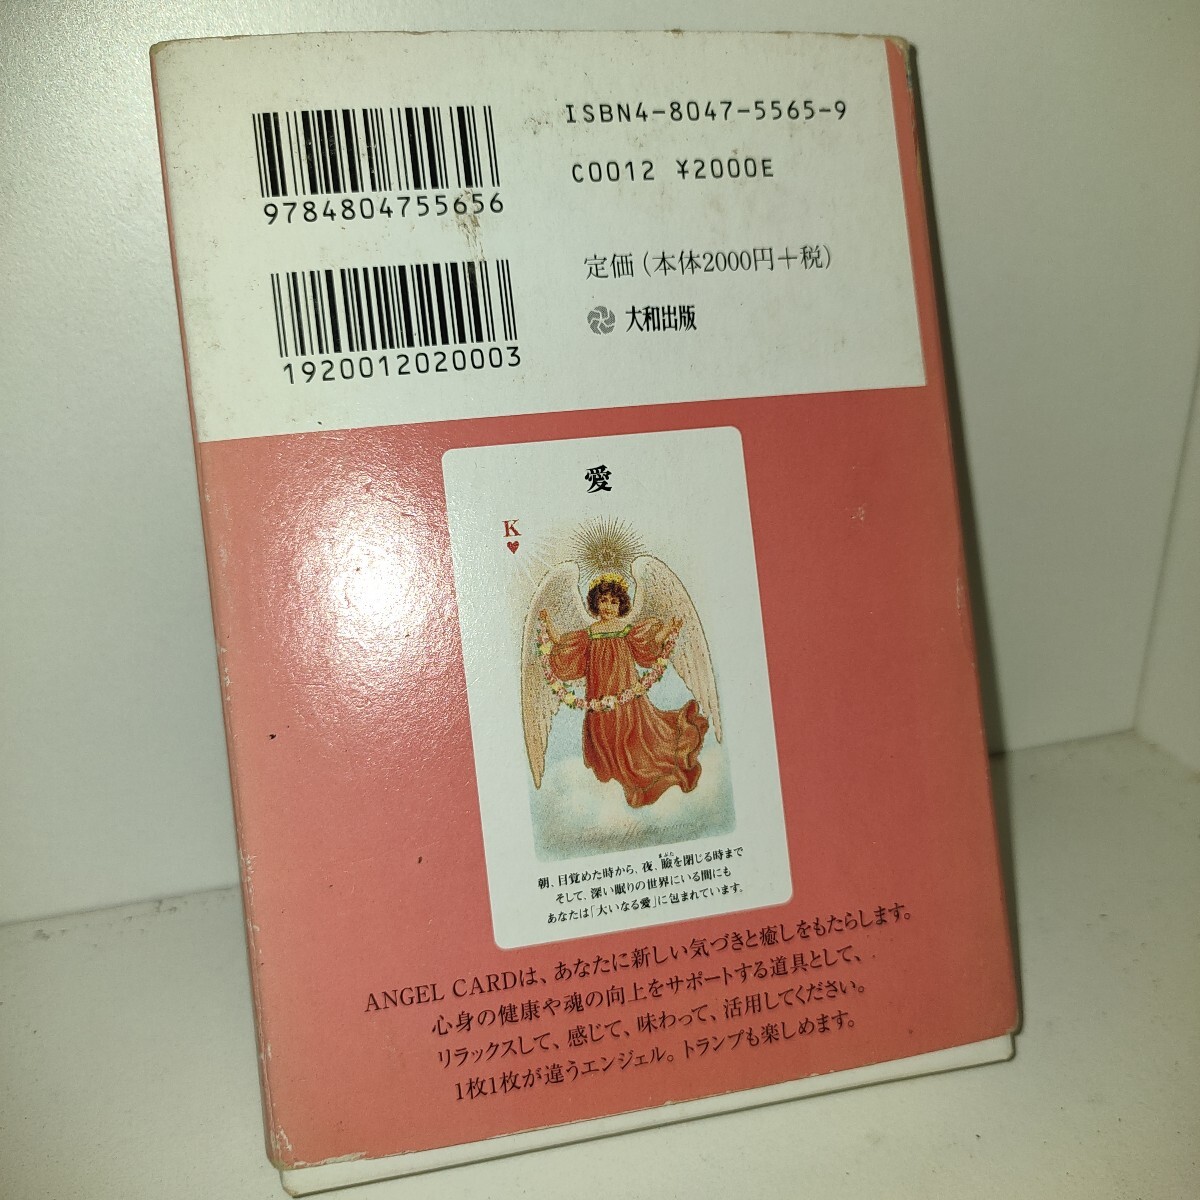 ISBN4-8047-5565-9
C0012 ¥2000E
9784804755656
定価（本体2000円＋税）
大和出版
1920012020003
愛
K
朝、目覚めた時から、夜、瞼を閉じる時まで
まぶた
そして、深い眠りの世界にいる間にも
あなたは「大いなる愛」に包まれています。
ANGEL CARDは、あなたに新しい気づきと癒しをもたらします。
心身の健康や魂の向上をサポートする道具として、
リラックスして、感じて、味わって、活用してください。
1枚1枚が違うエンジェル。トランプも楽しめます。